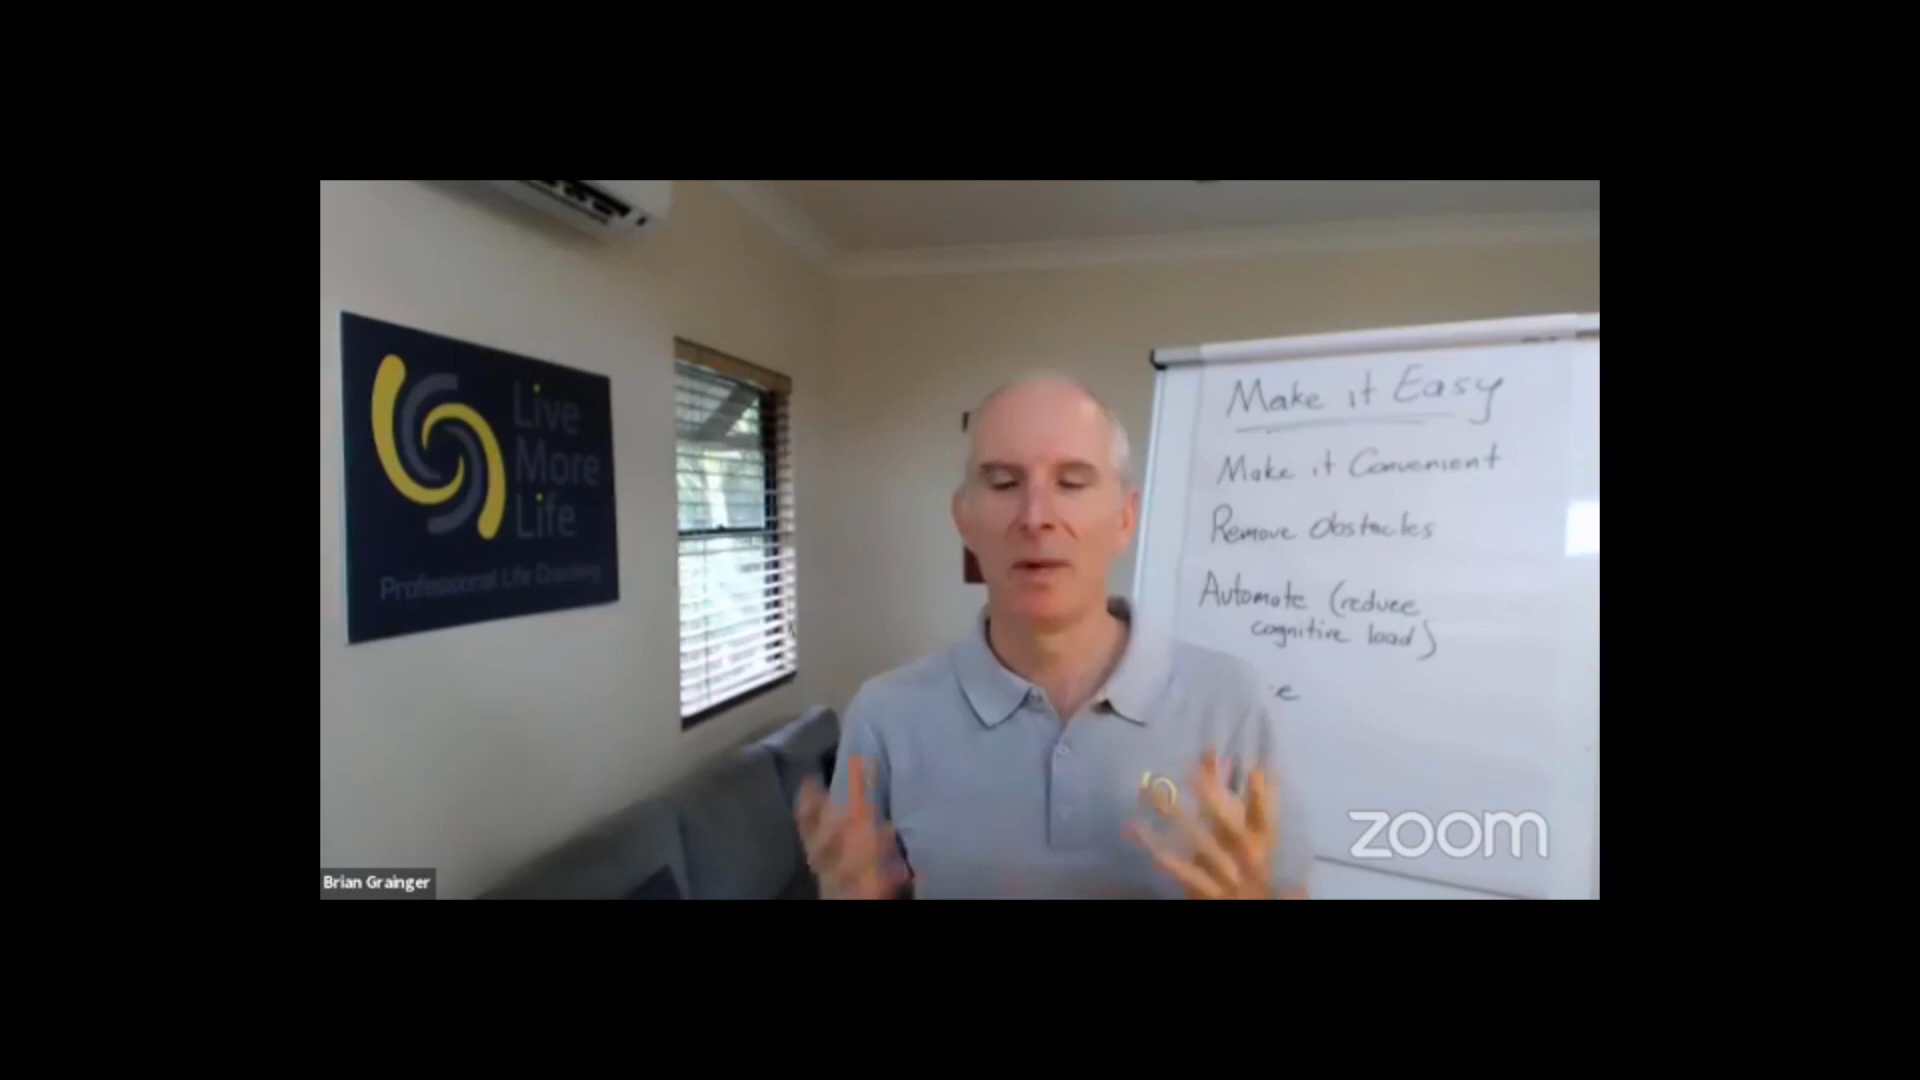 Live
More
Life
Professional Life Coaching
Make it Easy
Make it Convenient
Remove Obstacles
Automate (reduce
cognitive load)
zoom
Brian Grainger